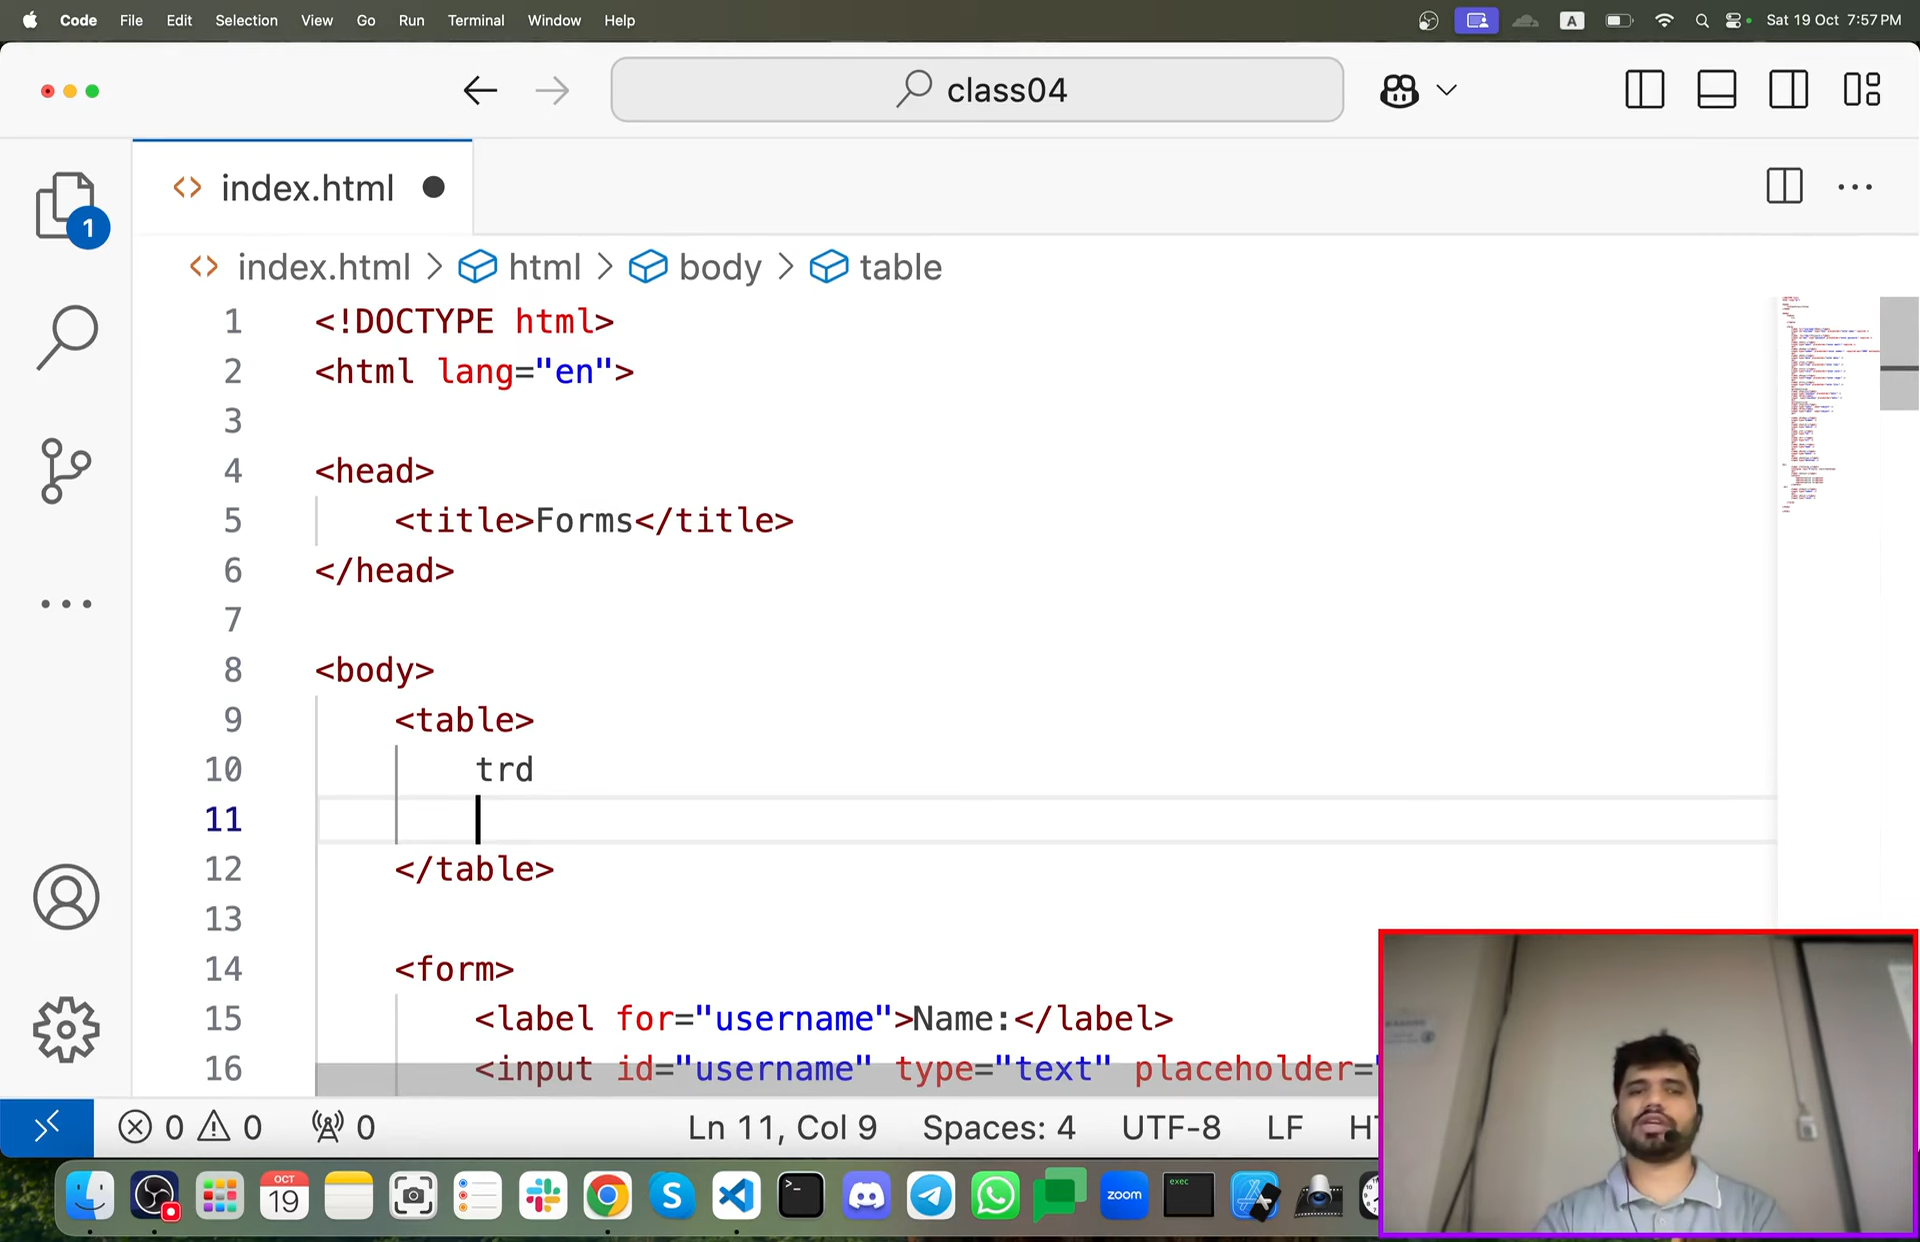 Code File Edit Selection View Go Run Terminal Window Help A Sat 19 Oct 7:57 PM
class04
1
index.html
index.html > html > body > table
1 <!DOCTYPE html>
2 <html lang="en">
3
4 <head>
5 <title>Forms</title>
6 </head>
7
8 <body>
9 <table>
10 trd
11
12 </table>
13
14 <form>
15 <label for="username">Name:</label>
16 <input id="username" type="text" placeholder="
0 0 0 Ln 11, Col 9 Spaces: 4 UTF-8 LF
OCT
19
S
zoom
exec